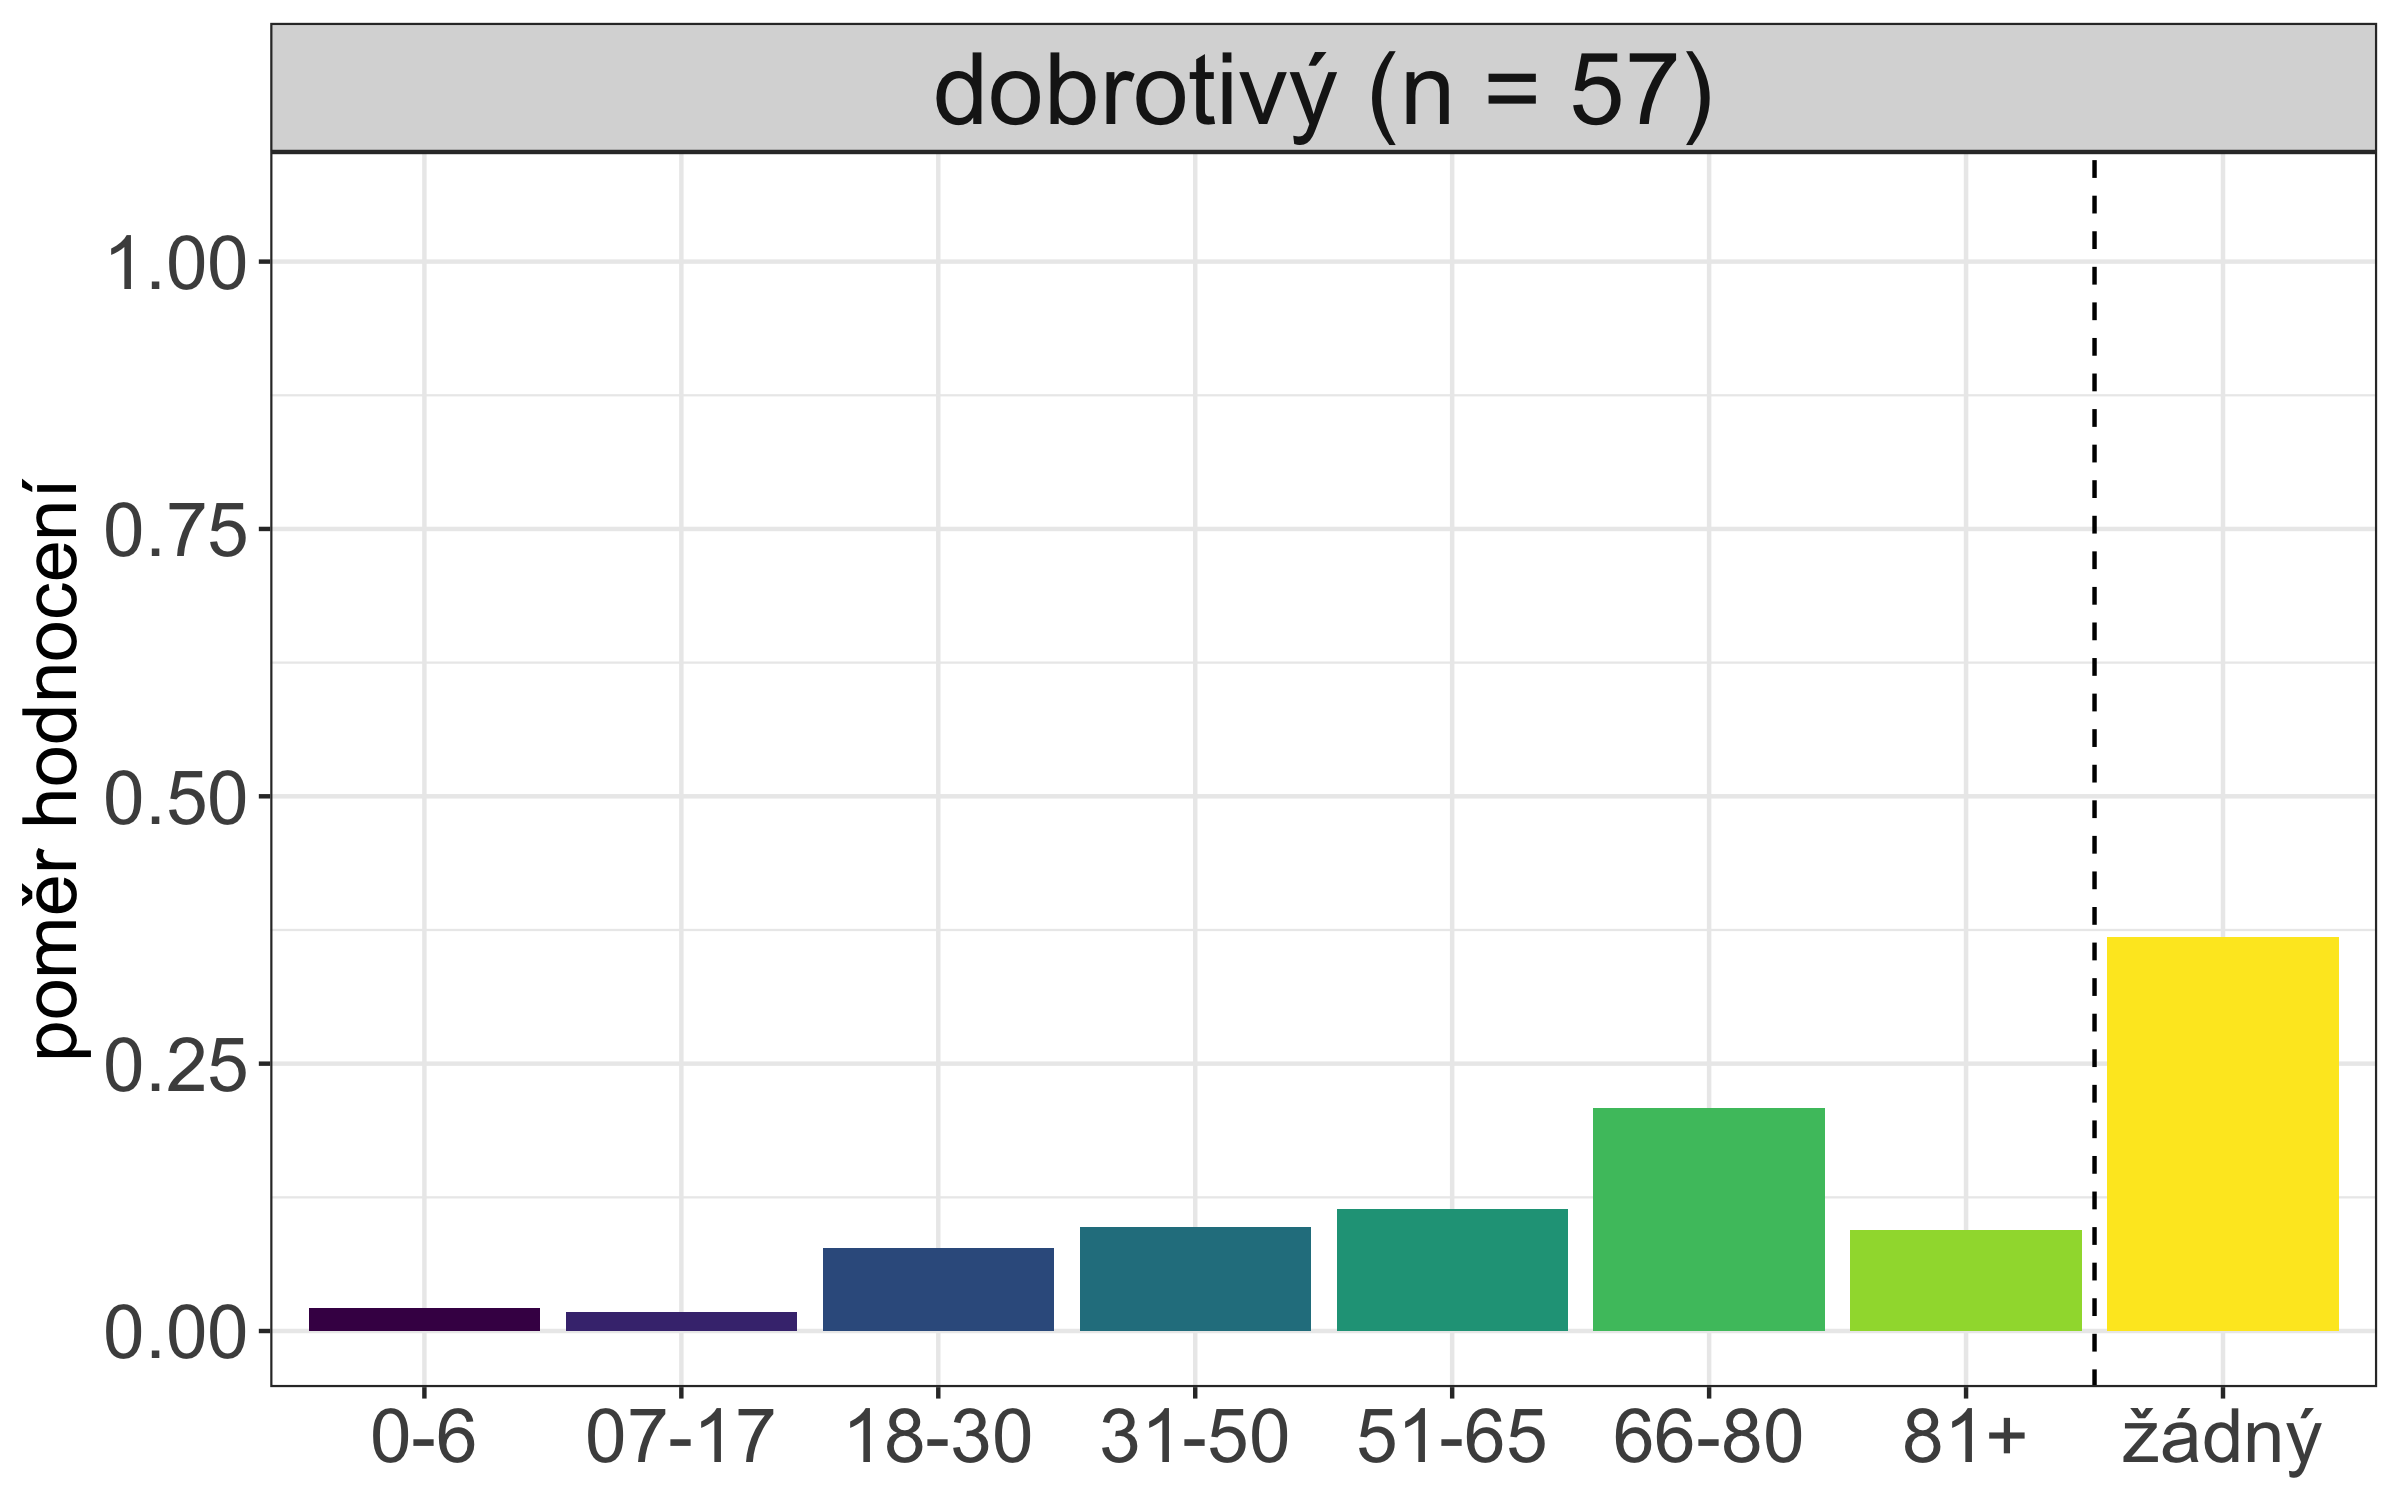 dobrotivý (n = 57)
poměr hodnocení
1.00
0.75
0.50
0.25
0.00
0-6 07-17 18-30 31-50 51-65 66-80 81+ žádný